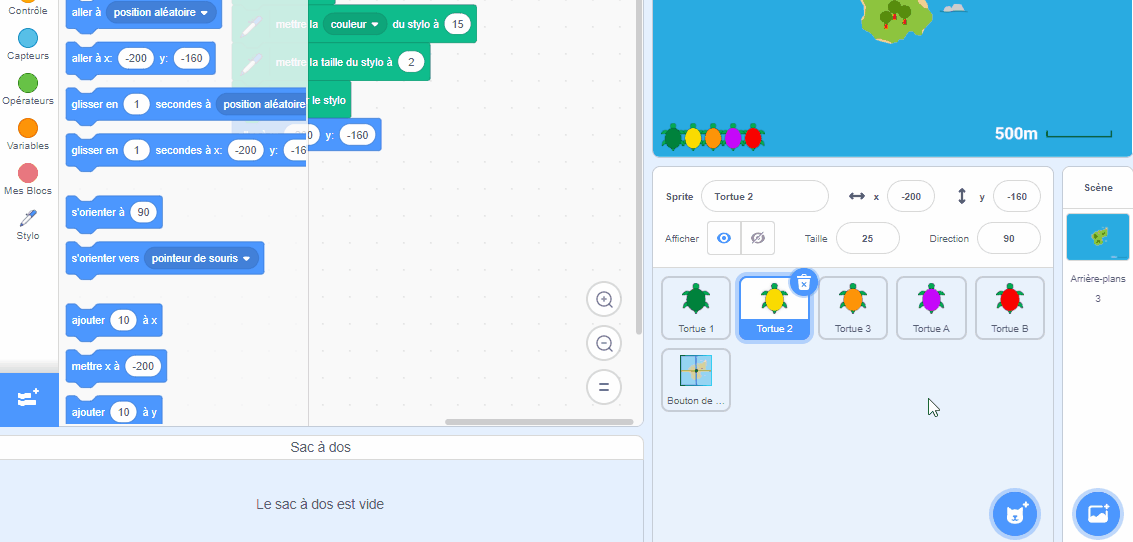 Contrôle
Capteurs
Opérateurs
Variables
Mes Blocs
Stylo
aller à position aléatoire
aller à x: -200 y: -160
glisser en 1 secondes à position aléatoire
glisser en 1 secondes à x: -200 y: -16
s'orienter à 90
s'orienter vers pointeur de souris
ajouter 10 à x
mettre x à -200
ajouter 10 à y
mettre la couleur du stylo à 15
mettre la taille du stylo à 2
le stylo
y: -160
Sac à dos
Le sac à dos est vide
500m
Sprite Tortue 2 x -200 y -160
Afficher Taille 25 Direction 90
Tortue 1 Tortue 2 Tortue 3 Tortue A Tortue B
Bouton de ...
Scène
Arrière-plans
3